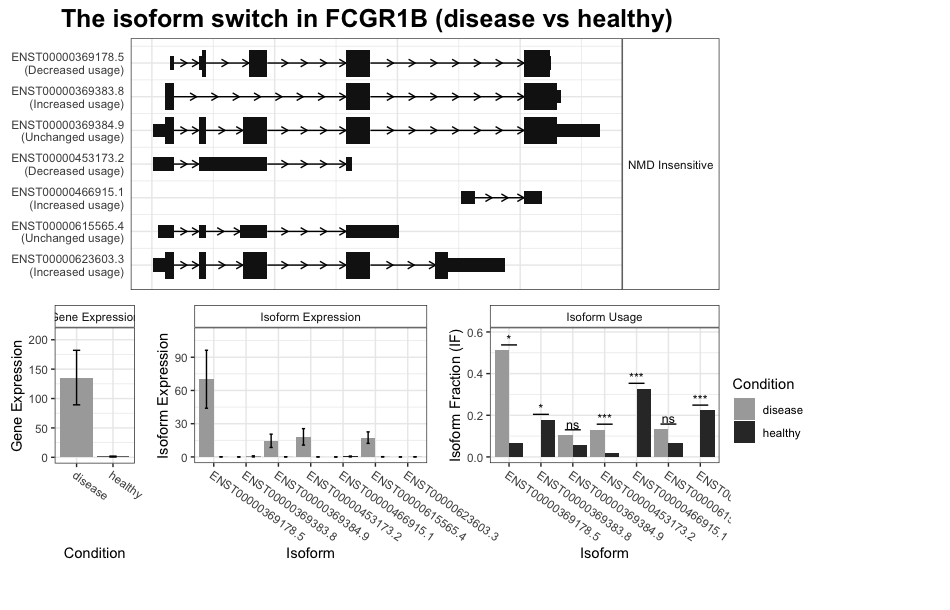 The isoform switch in FCGR1B (disease vs healthy)
ENST00000369178.5
(Decreased usage)
ENST00000369383.8
(Increased usage)
ENST00000369384.9
(Unchanged usage)
ENST00000453173.2
(Decreased usage)
ENST00000466915.1
(Increased usage)
ENST00000615565.4
(Unchanged usage)
ENST00000623603.3
(Increased usage)
NMD Insensitive
Gene Expression
Gene Expression
200
150
100
50
0
disease
healthy
Condition
Isoform Expression
Isoform Expression
90
60
30
0
ENST00000369178.5
ENST00000369383.8
ENST00000369384.9
ENST00000453173.2
ENST00000466915.1
ENST00000615565.4
ENST00000623603.3
Isoform
Isoform Usage
Isoform Fraction (IF)
0.6
0.4
0.2
0.0
*
*
ns
***
***
ns
***
ENST00000369178.5
ENST00000369383.8
ENST00000369384.9
ENST00000453173.2
ENST00000466915.1
Isoform
Condition
disease
healthy